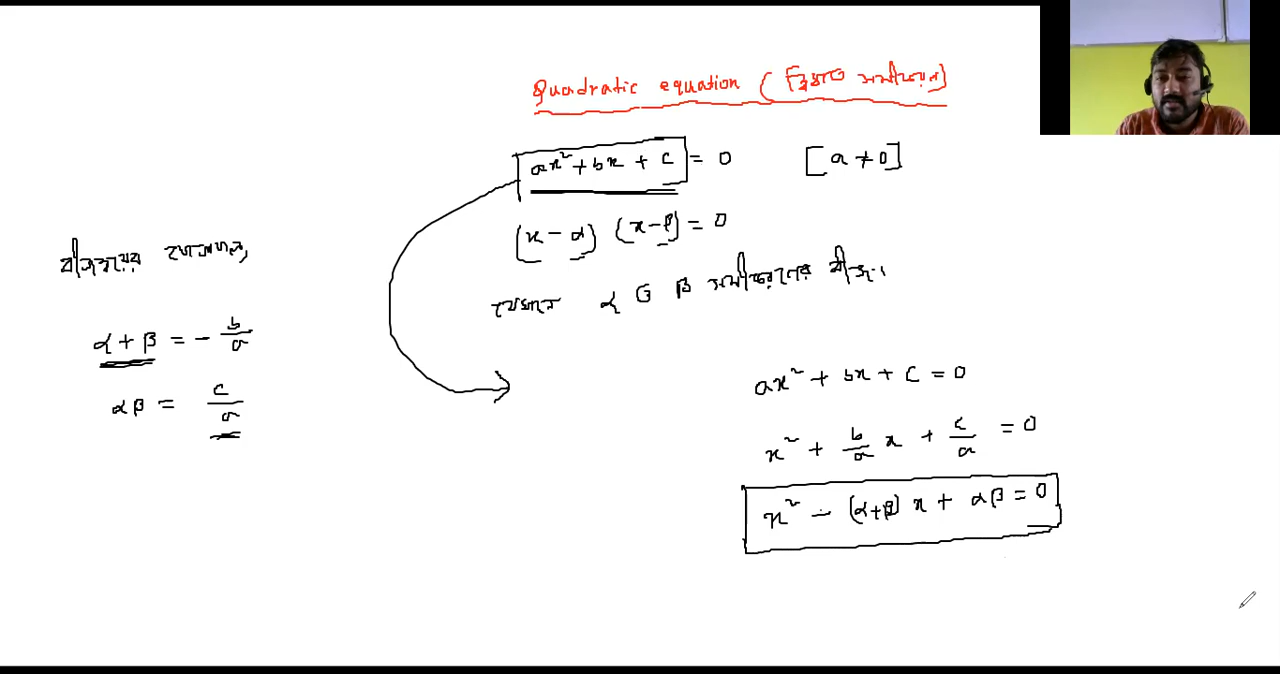 Quadratic equation (দ্বিঘাত সমীকরণ)
ax² + bx + c = 0 [a ≠ 0]
(x - α) (x - β) = 0
যেখানে α ও β সমীকরণের বীজ।
বীজদ্বয়ের যোগফল,
α + β = - b/a
αβ = c/a
ax² + bx + c = 0
x² + b/a x + c/a = 0
x² - (α+β) x + αβ = 0